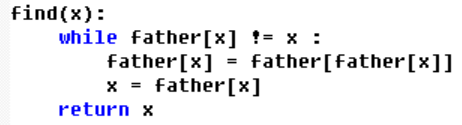 find(x):
    while father[x] != x :
        father[x] = father[father[x]]
        x = father[x]
    return x